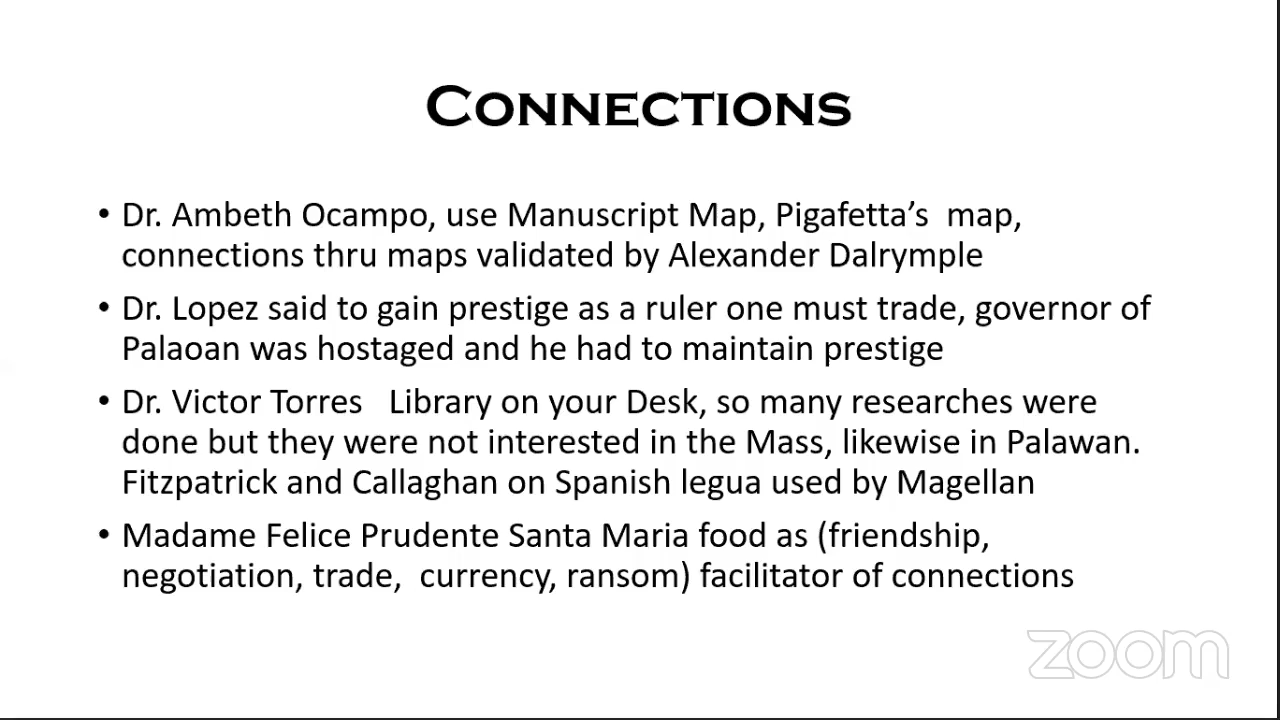 CONNECTIONS
• Dr. Ambeth Ocampo, use Manuscript Map, Pigafetta’s  map,
connections thru maps validated by Alexander Dalrymple
• Dr. Lopez said to gain prestige as a ruler one must trade, governor of
Palaoan was hostaged and he had to maintain prestige
• Dr. Victor Torres   Library on your Desk, so many researches were
done but they were not interested in the Mass, likewise in Palawan.
Fitzpatrick and Callaghan on Spanish legua used by Magellan
• Madame Felice Prudente Santa Maria food as (friendship,
negotiation, trade,  currency, ransom) facilitator of connections
zoom